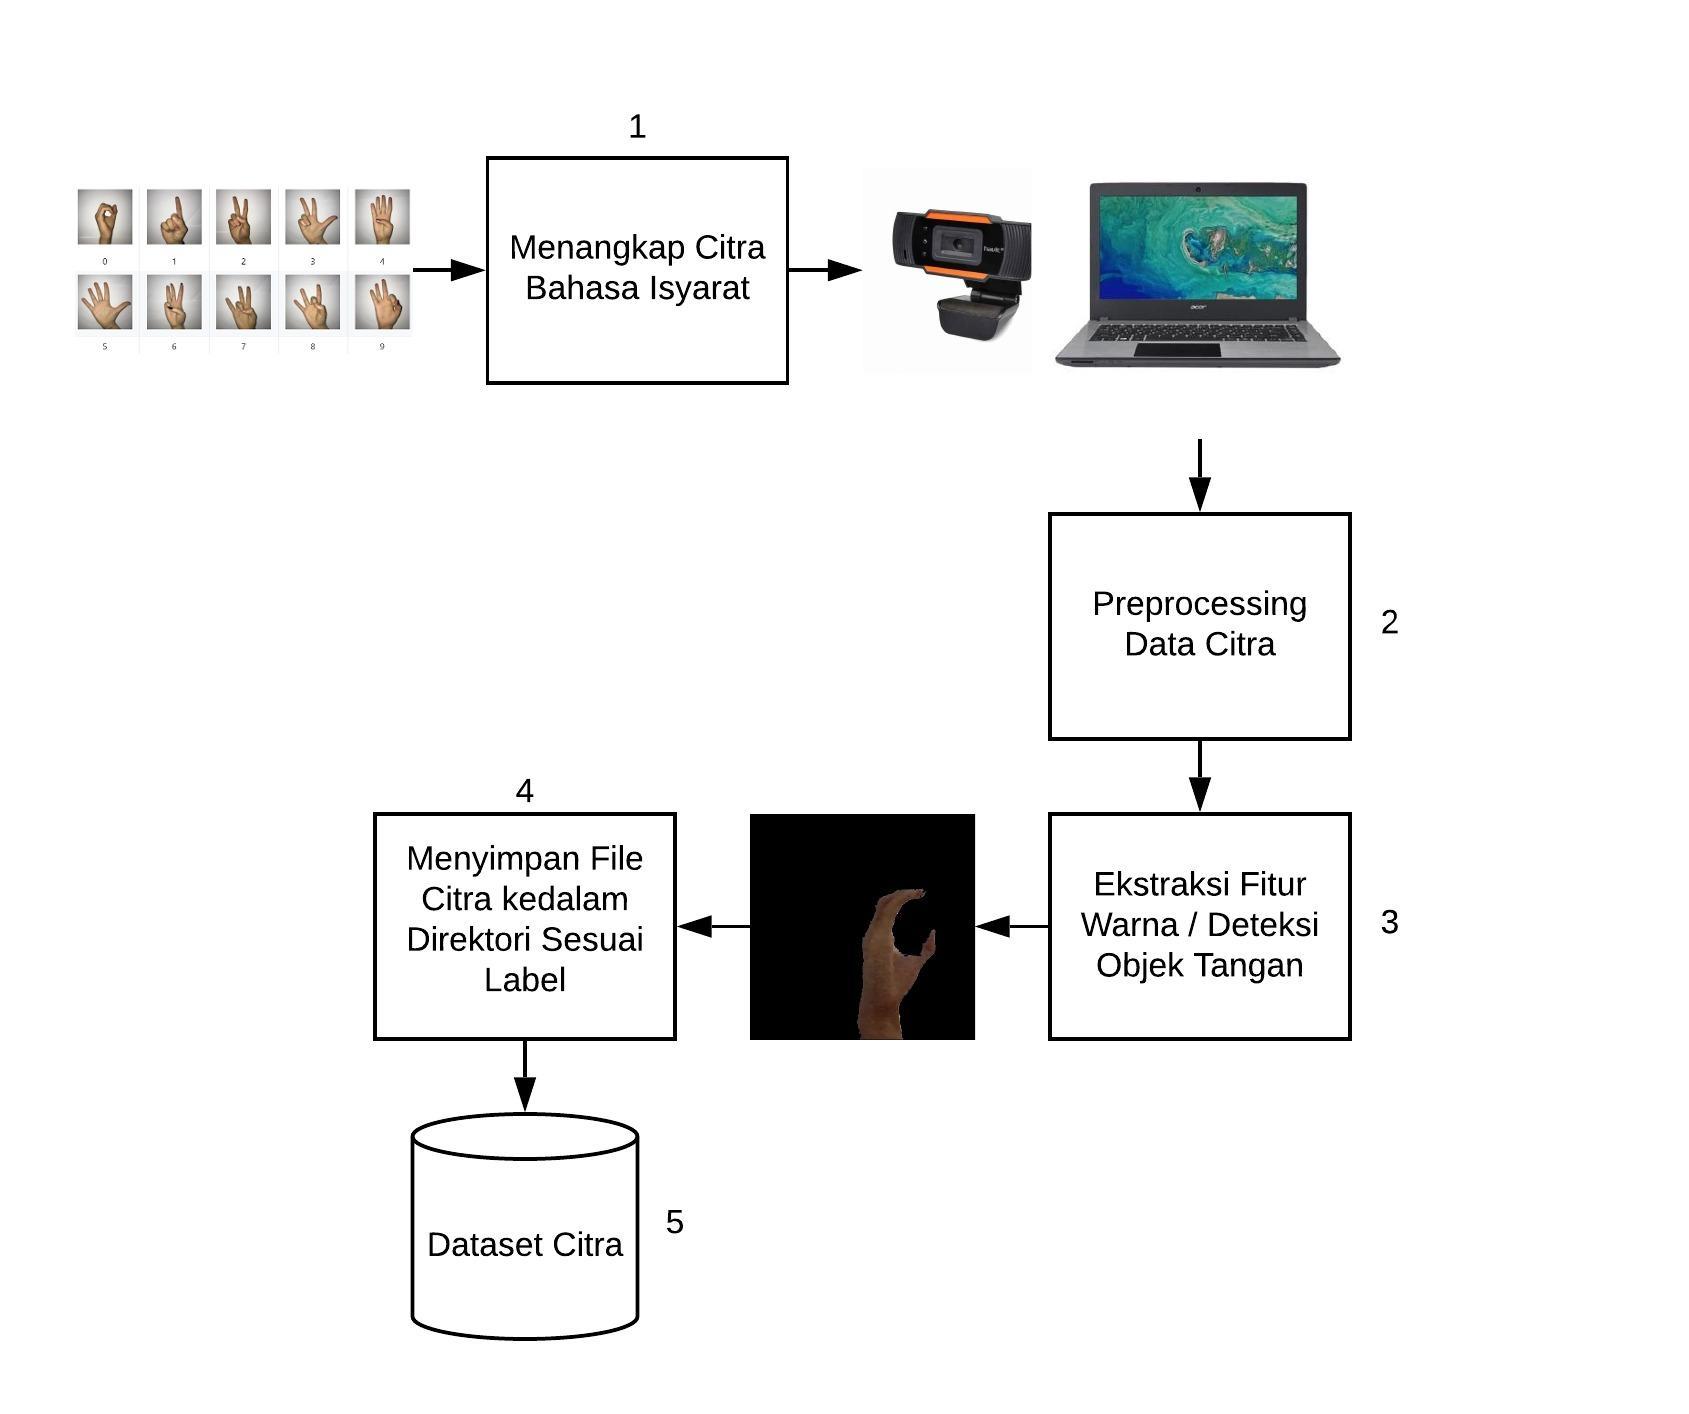 1
Menangkap Citra
Bahasa Isyarat
0 1 2 3 4
5 6 7 8 9
acer
Preprocessing
Data Citra
2
Ekstraksi Fitur
Warna / Deteksi
Objek Tangan
3
4
Menyimpan File
Citra kedalam
Direktori Sesuai
Label
Dataset Citra
5